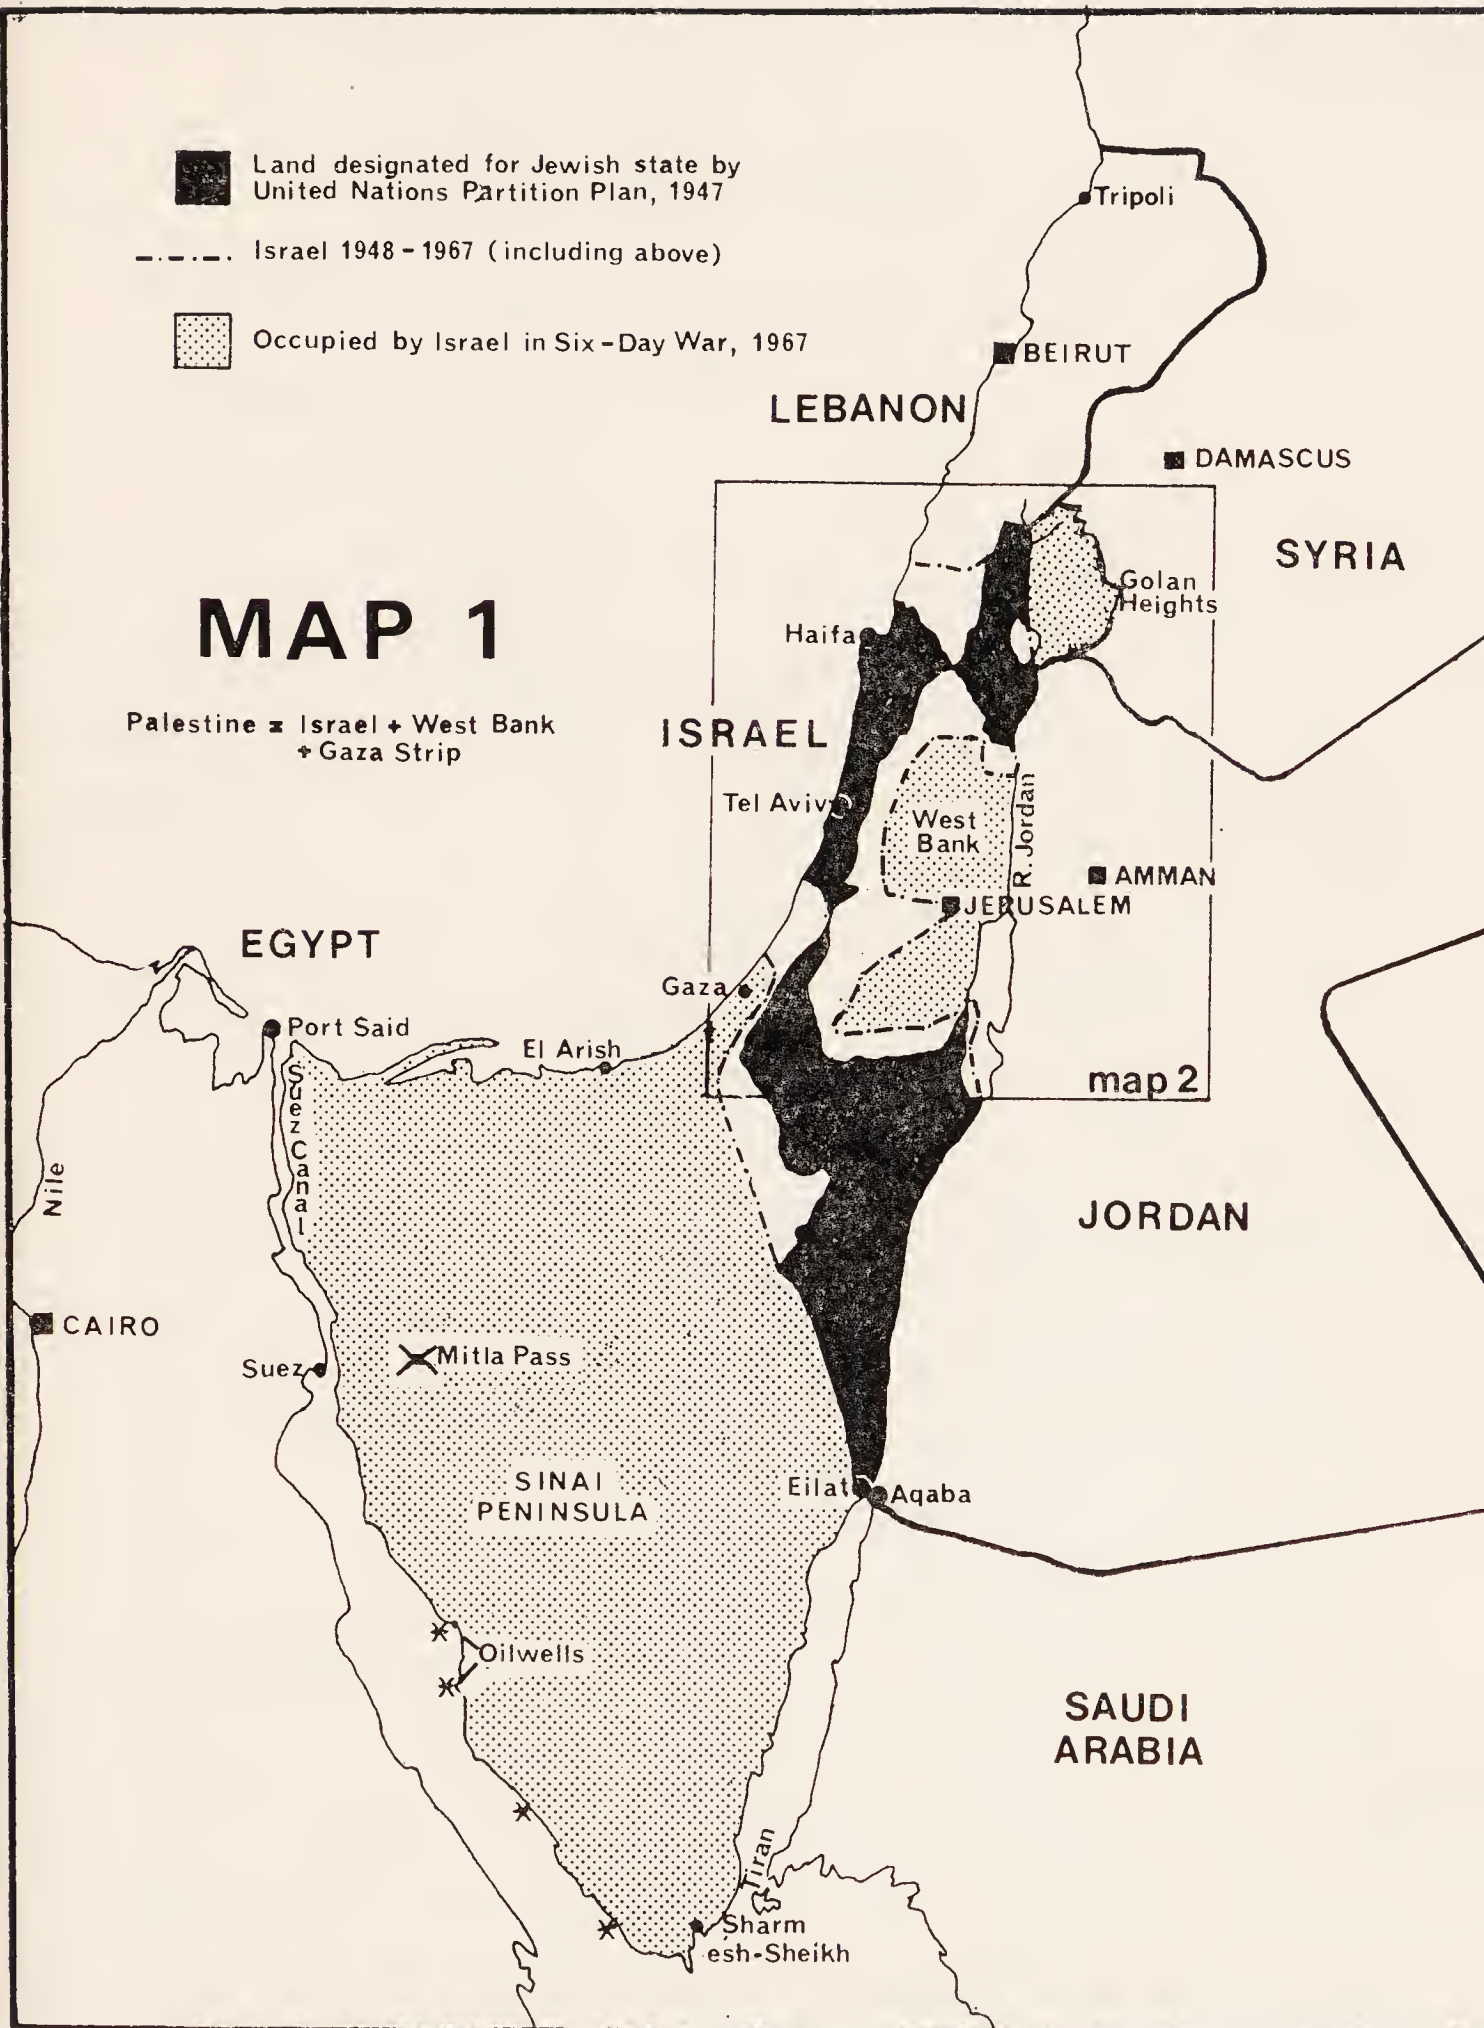 Land designated for Jewish state by
United Nations Partition Plan, 1947
Israel 1948-1967 (including above)
Occupied by Israel in Six-Day War, 1967
Tripoli
BEIRUT
LEBANON
DAMASCUS
SYRIA
Golan
Heights
MAP 1
Haifa
Palestine = Israel + West Bank
+ Gaza Strip
ISRAEL
Tel Aviv
West
Bank
R. Jordan
AMMAN
JERUSALEM
EGYPT
Gaza
Port Said
El Arish
map 2
Suez Canal
Nile
JORDAN
CAIRO
Mitla Pass
Suez
SINAI
PENINSULA
Eilat
Aqaba
Oilwells
SAUDI
ARABIA
Tiran
Sharm
esh-Sheikh